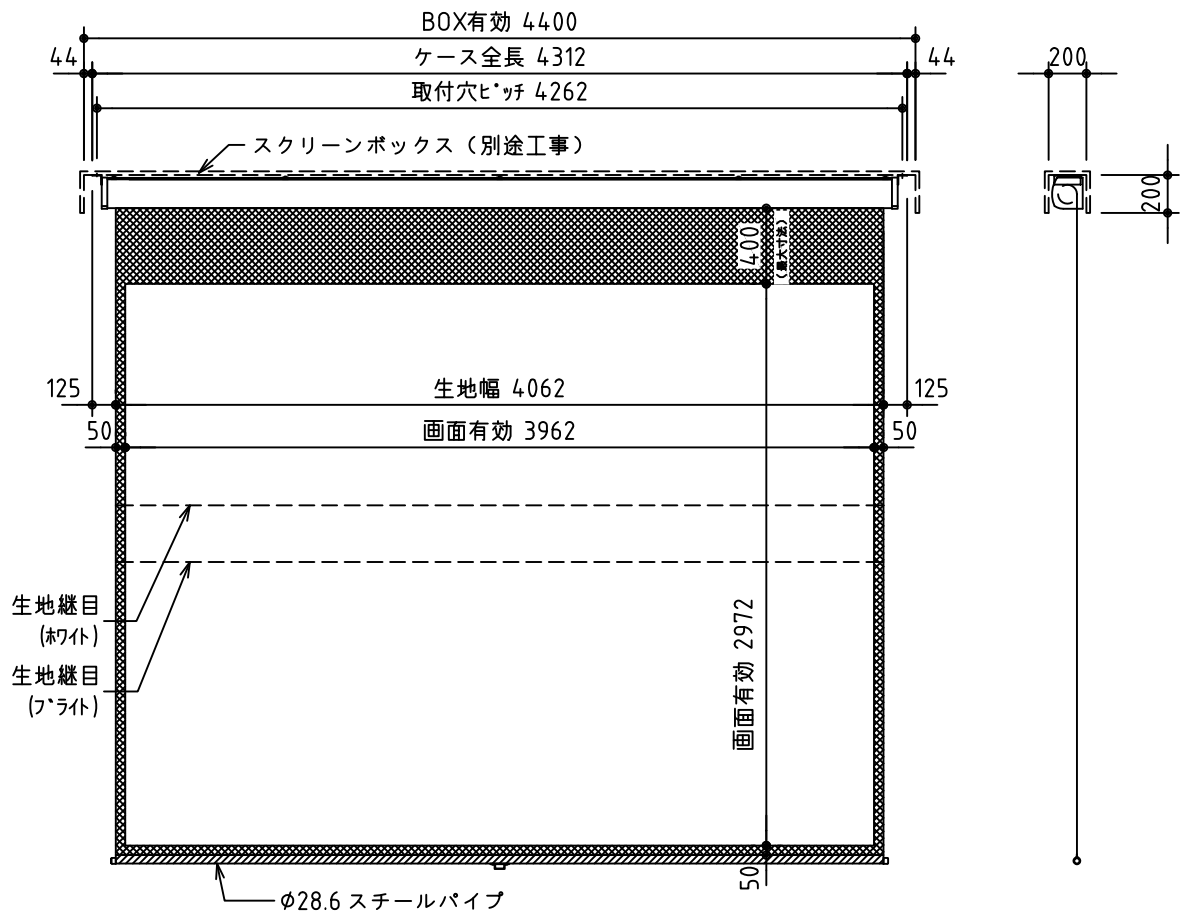 BOX有効 4400
44
ケース全長 4312
44
200
取付穴ピッチ 4262
スクリーンボックス（別途工事）
200
400
(最大寸法)
125
生地幅 4062
125
50
画面有効 3962
50
生地継目
(ホワイト)
画面有効 2972
生地継目
(ブライト)
50
φ28.6 スチールパイプ